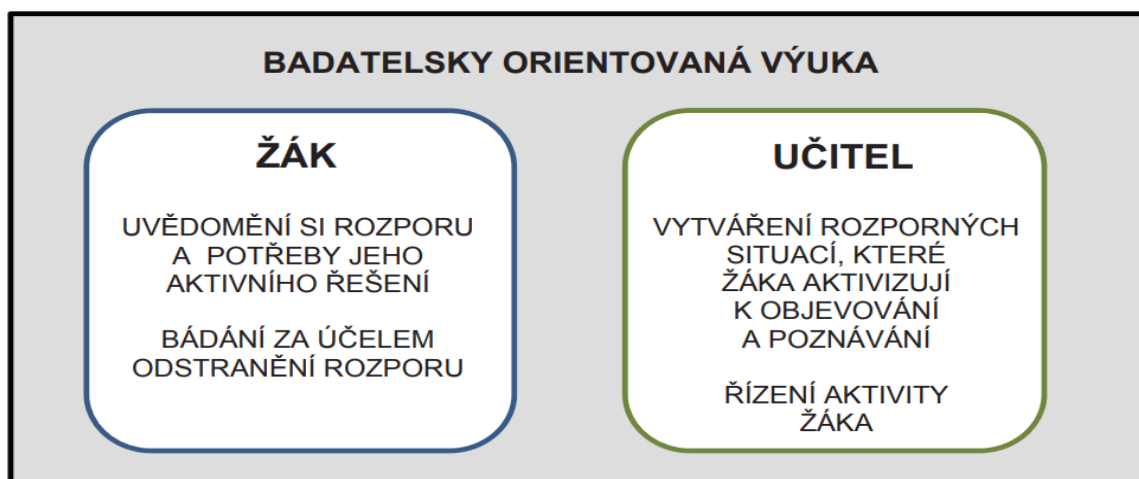 BADATELSKY ORIENTOVANÁ VÝUKA
ŽÁK
UVĚDOMĚNÍ SI ROZPORU
A POTŘEBY JEHO
AKTIVNÍHO ŘEŠENÍ
BÁDÁNÍ ZA ÚČELEM
ODSTRANĚNÍ ROZPORU
UČITEL
VYTVÁŘENÍ ROZPORNÝCH
SITUACÍ, KTERÉ
ŽÁKA AKTIVIZUJÍ
K OBJEVOVÁNÍ
A POZNÁVÁNÍ
ŘÍZENÍ AKTIVITY
ŽÁKA